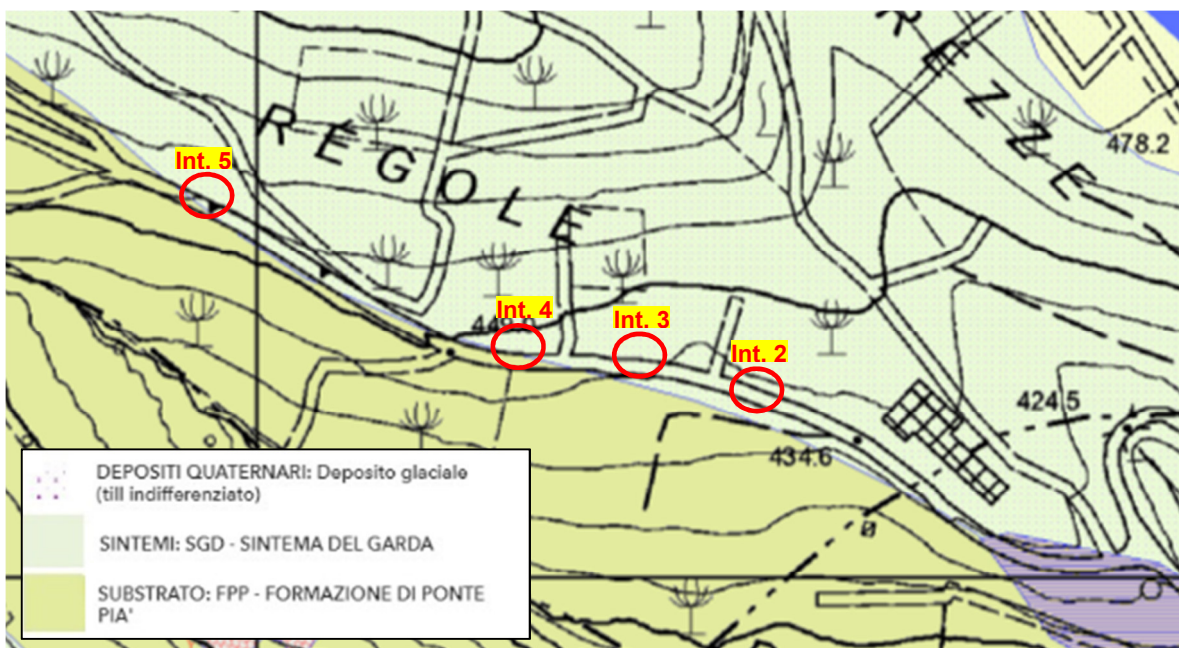 REZZE
478.2
Int. 5
REGOLE
Int. 4
Int. 3
Int. 2
424.5
434.6
DEPOSITI QUATERNARI: Deposito glaciale
(till indifferenziato)
SINTEMI: SGD - SINTEMA DEL GARDA
SUBSTRATO: FPP - FORMAZIONE DI PONTE
PIA'